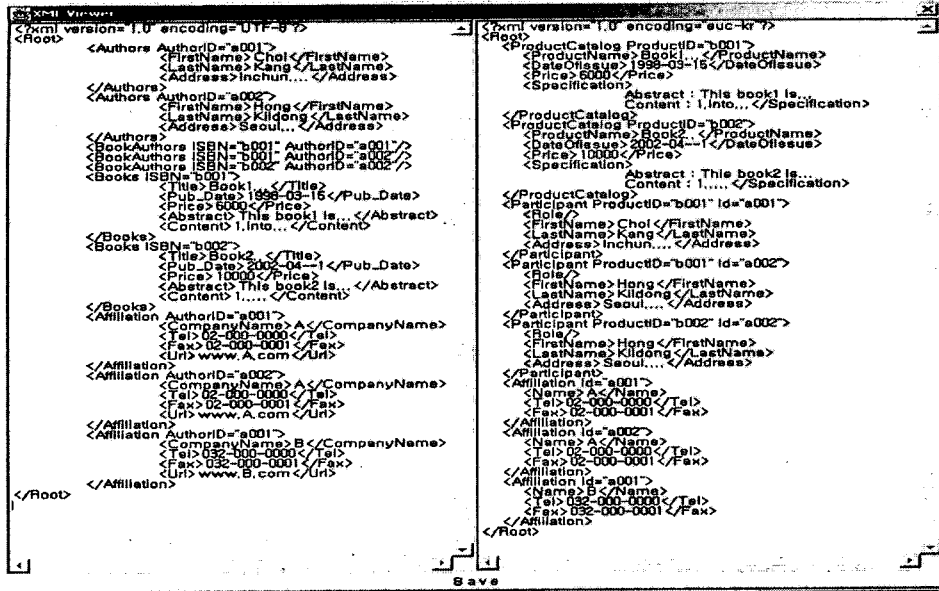 XML Viewer
<?xml version="1.0" encoding="UTF-8"?>
<Root>
<Authors AuthorID="a001">
<FirstName>Choi</FirstName>
<LastName>Kang</LastName>
<Address>Inchun....</Address>
</Authors>
<Authors AuthorID="a002">
<FirstName>Hong</FirstName>
<LastName>Kildong</LastName>
<Address>Seoul...</Address>
</Authors>
<BookAuthors ISBN="b001" AuthorID="a001"/>
<BookAuthors ISBN="b001" AuthorID="a002"/>
<BookAuthors ISBN="b002" AuthorID="a002"/>
<Books ISBN="b001">
<Title>Book1...</Title>
<Pub_Date>1998-03-15</Pub_Date>
<Price>6000</Price>
<Abstract>This book1 is...</Abstract>
<Content>1.Into...</Content>
</Books>
<Books ISBN="b002">
<Title>Book2..</Title>
<Pub_Date>2002-04--1</Pub_Date>
<Price>10000</Price>
<Abstract>This book2 is...</Abstract>
<Content>1.....</Content>
</Books>
<Affiliation AuthorID="a001">
<CompanyName>A</CompanyName>
<Tel>02-000-0000</Tel>
<Fax>02-000-0001</Fax>
<Url>www.A.com</Url>
</Affiliation>
<Affiliation AuthorID="a002">
<CompanyName>A</CompanyName>
<Tel>02-000-0000</Tel>
<Fax>02-000-0001</Fax>
<Url>www.A.com</Url>
</Affiliation>
<Affiliation AuthorID="a001">
<CompanyName>B</CompanyName>
<Tel>032-000-0000</Tel>
<Fax>032-000-0001</Fax>
<Url>www.B.com</Url>
</Affiliation>
</Root>
<?xml version="1.0" encoding="euc-kr"?>
<Root>
<ProductCatalog ProductID="b001">
<ProductName>Book1...</ProductName>
<DateOfIssue>1998-03-15</DateOfIssue>
<Price>6000</Price>
<Specification>
Abstract : This book1 is...
Content : 1.Into...</Specification>
</ProductCatalog>
<ProductCatalog ProductID="b002">
<ProductName>Book2..</ProductName>
<DateOfIssue>2002-04--1</DateOfIssue>
<Price>10000</Price>
<Specification>
Abstract : This book2 is...
Content : 1.....</Specification>
</ProductCatalog>
<Participant ProductID="b001" Id="a001">
<Role/>
<FirstName>Choi</FirstName>
<LastName>Kang</LastName>
<Address>Inchun....</Address>
</Participant>
<Participant ProductID="b001" Id="a002">
<Role/>
<FirstName>Hong</FirstName>
<LastName>Kildong</LastName>
<Address>Seoul....</Address>
</Participant>
<Participant ProductID="b002" Id="a002">
<Role/>
<FirstName>Hong</FirstName>
<LastName>Kildong</LastName>
<Address>Seoul....</Address>
</Participant>
<Affiliation Id="a001">
<Name>A</Name>
<Tel>02-000-0000</Tel>
<Fax>02-000-0001</Fax>
</Affiliation>
<Affiliation Id="a002">
<Name>A</Name>
<Tel>02-000-0000</Tel>
<Fax>02-000-0001</Fax>
</Affiliation>
<Affiliation Id="a001">
<Name>B</Name>
<Tel>032-000-0000</Tel>
<Fax>032-000-0001</Fax>
</Affiliation>
</Root>
Save